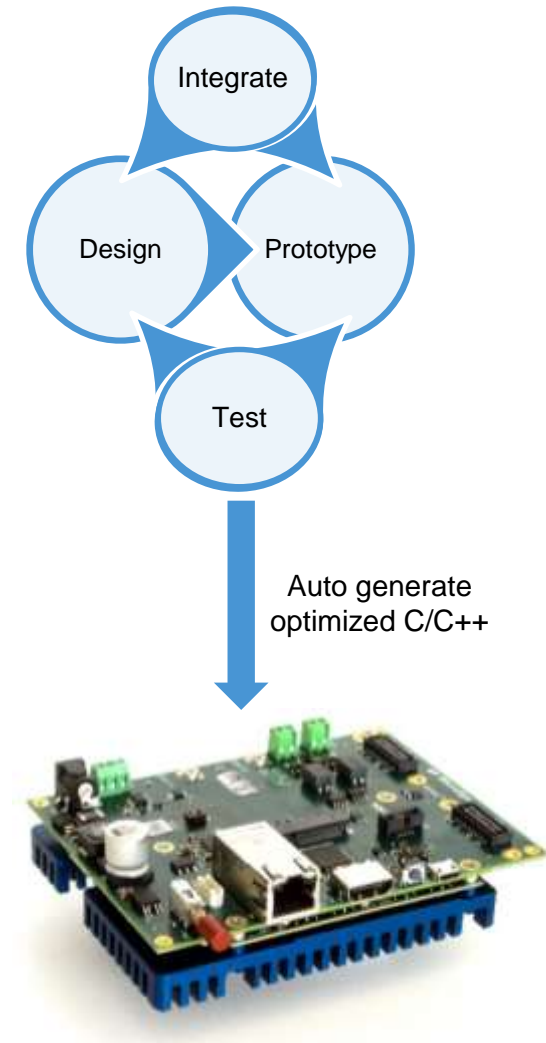 Integrate
Design
Prototype
Test
Auto generate
optimized C/C++